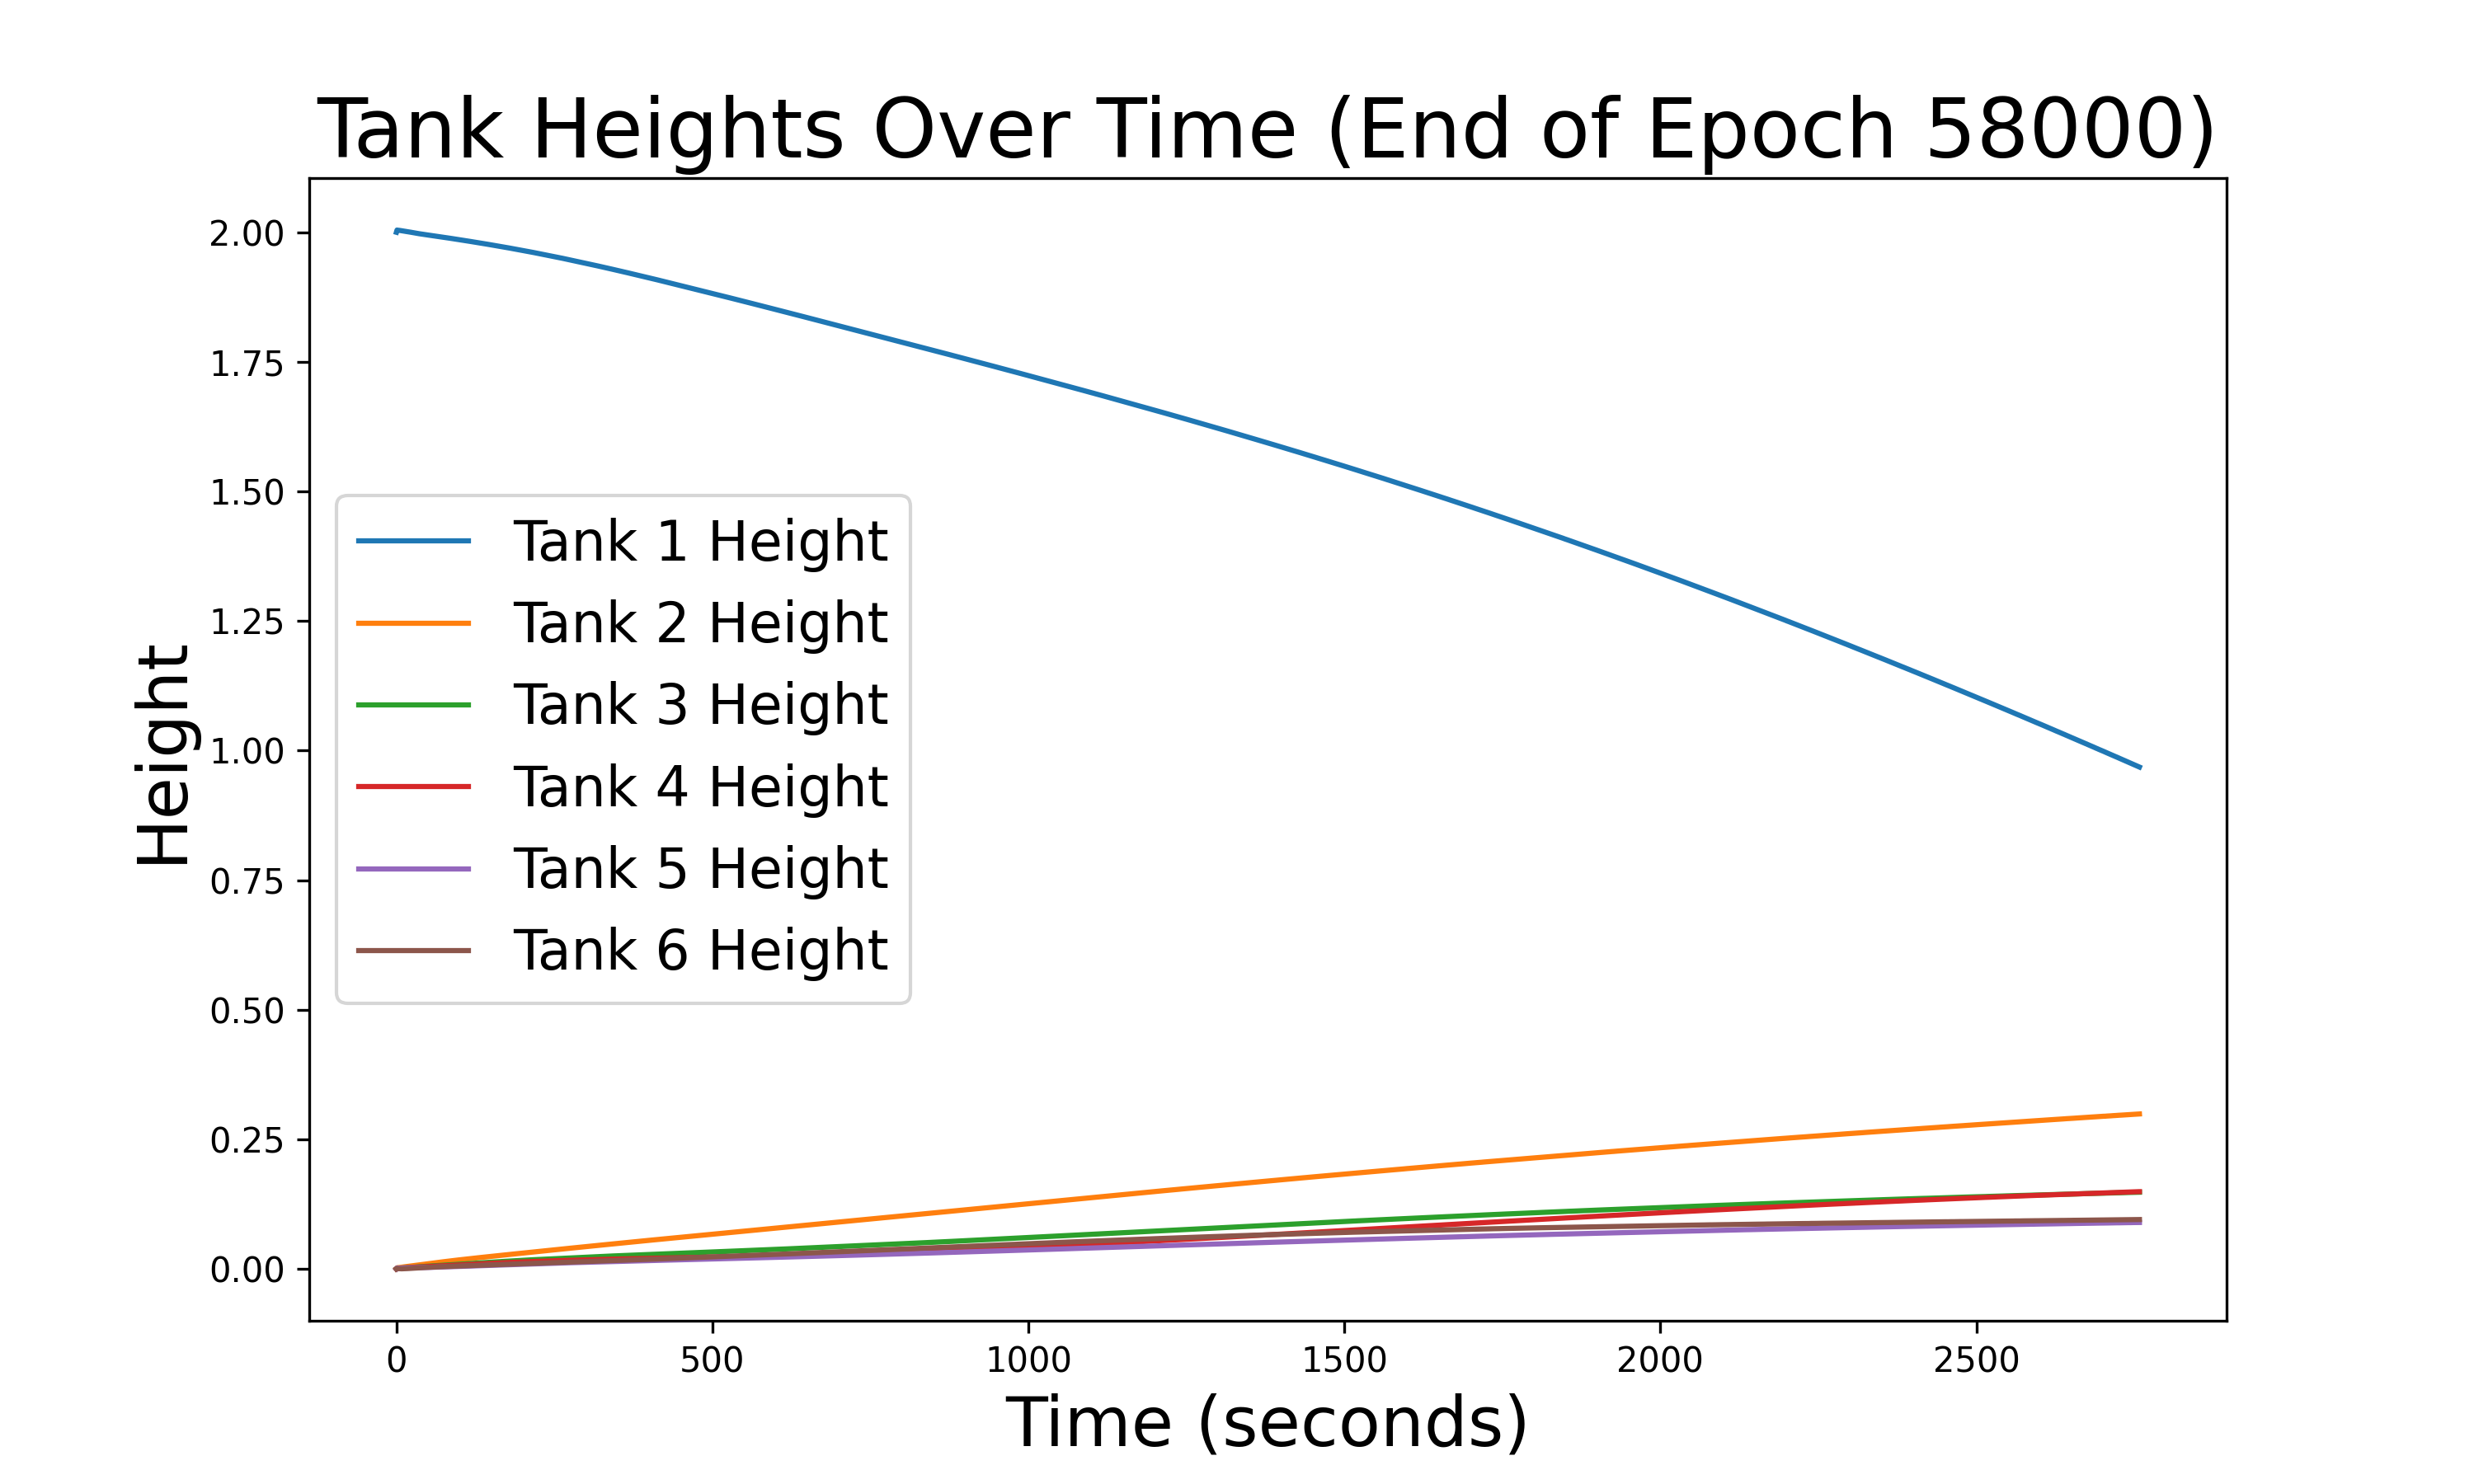 Tank Heights Over Time (End of Epoch 58000)
2.00
1.75
1.50
1.25
1.00
0.75
0.50
0.25
0.00
Height
Tank 1 Height
Tank 2 Height
Tank 3 Height
Tank 4 Height
Tank 5 Height
Tank 6 Height
0 500 1000 1500 2000 2500
Time (seconds)